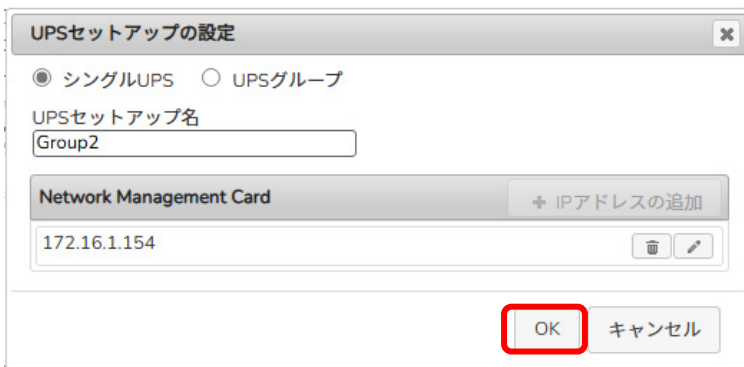 UPSセットアップの設定
シングルUPS UPSグループ
UPSセットアップ名
Group2
Network Management Card + IPアドレスの追加
172.16.1.154
OK キャンセル